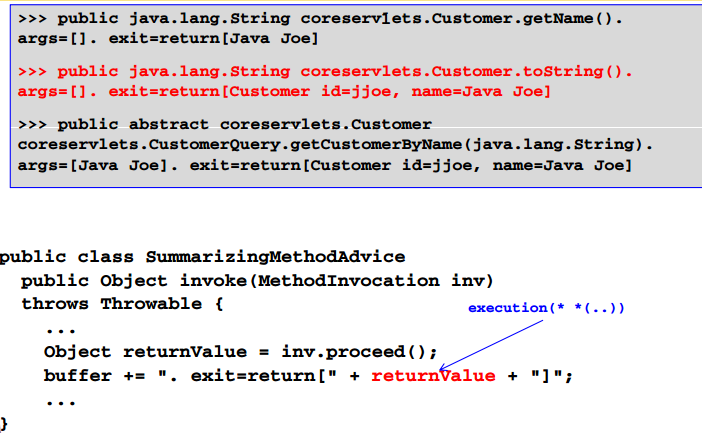 >>> public java.lang.String coreservlets.Customer.getName().
args=[]. exit=return[Java Joe]
>>> public java.lang.String coreservlets.Customer.toString().
args=[]. exit=return[Customer id=jjoe, name=Java Joe]
>>> public abstract coreservlets.Customer
coreservlets.CustomerQuery.getCustomerByName(java.lang.String).
args=[Java Joe]. exit=return[Customer id=jjoe, name=Java Joe]
public class SummarizingMethodAdvice
public Object invoke(MethodInvocation inv)
throws Throwable {
execution(* *(..))
...
Object returnValue = inv.proceed();
buffer += ". exit=return[" + returnValue + "]";
...
}